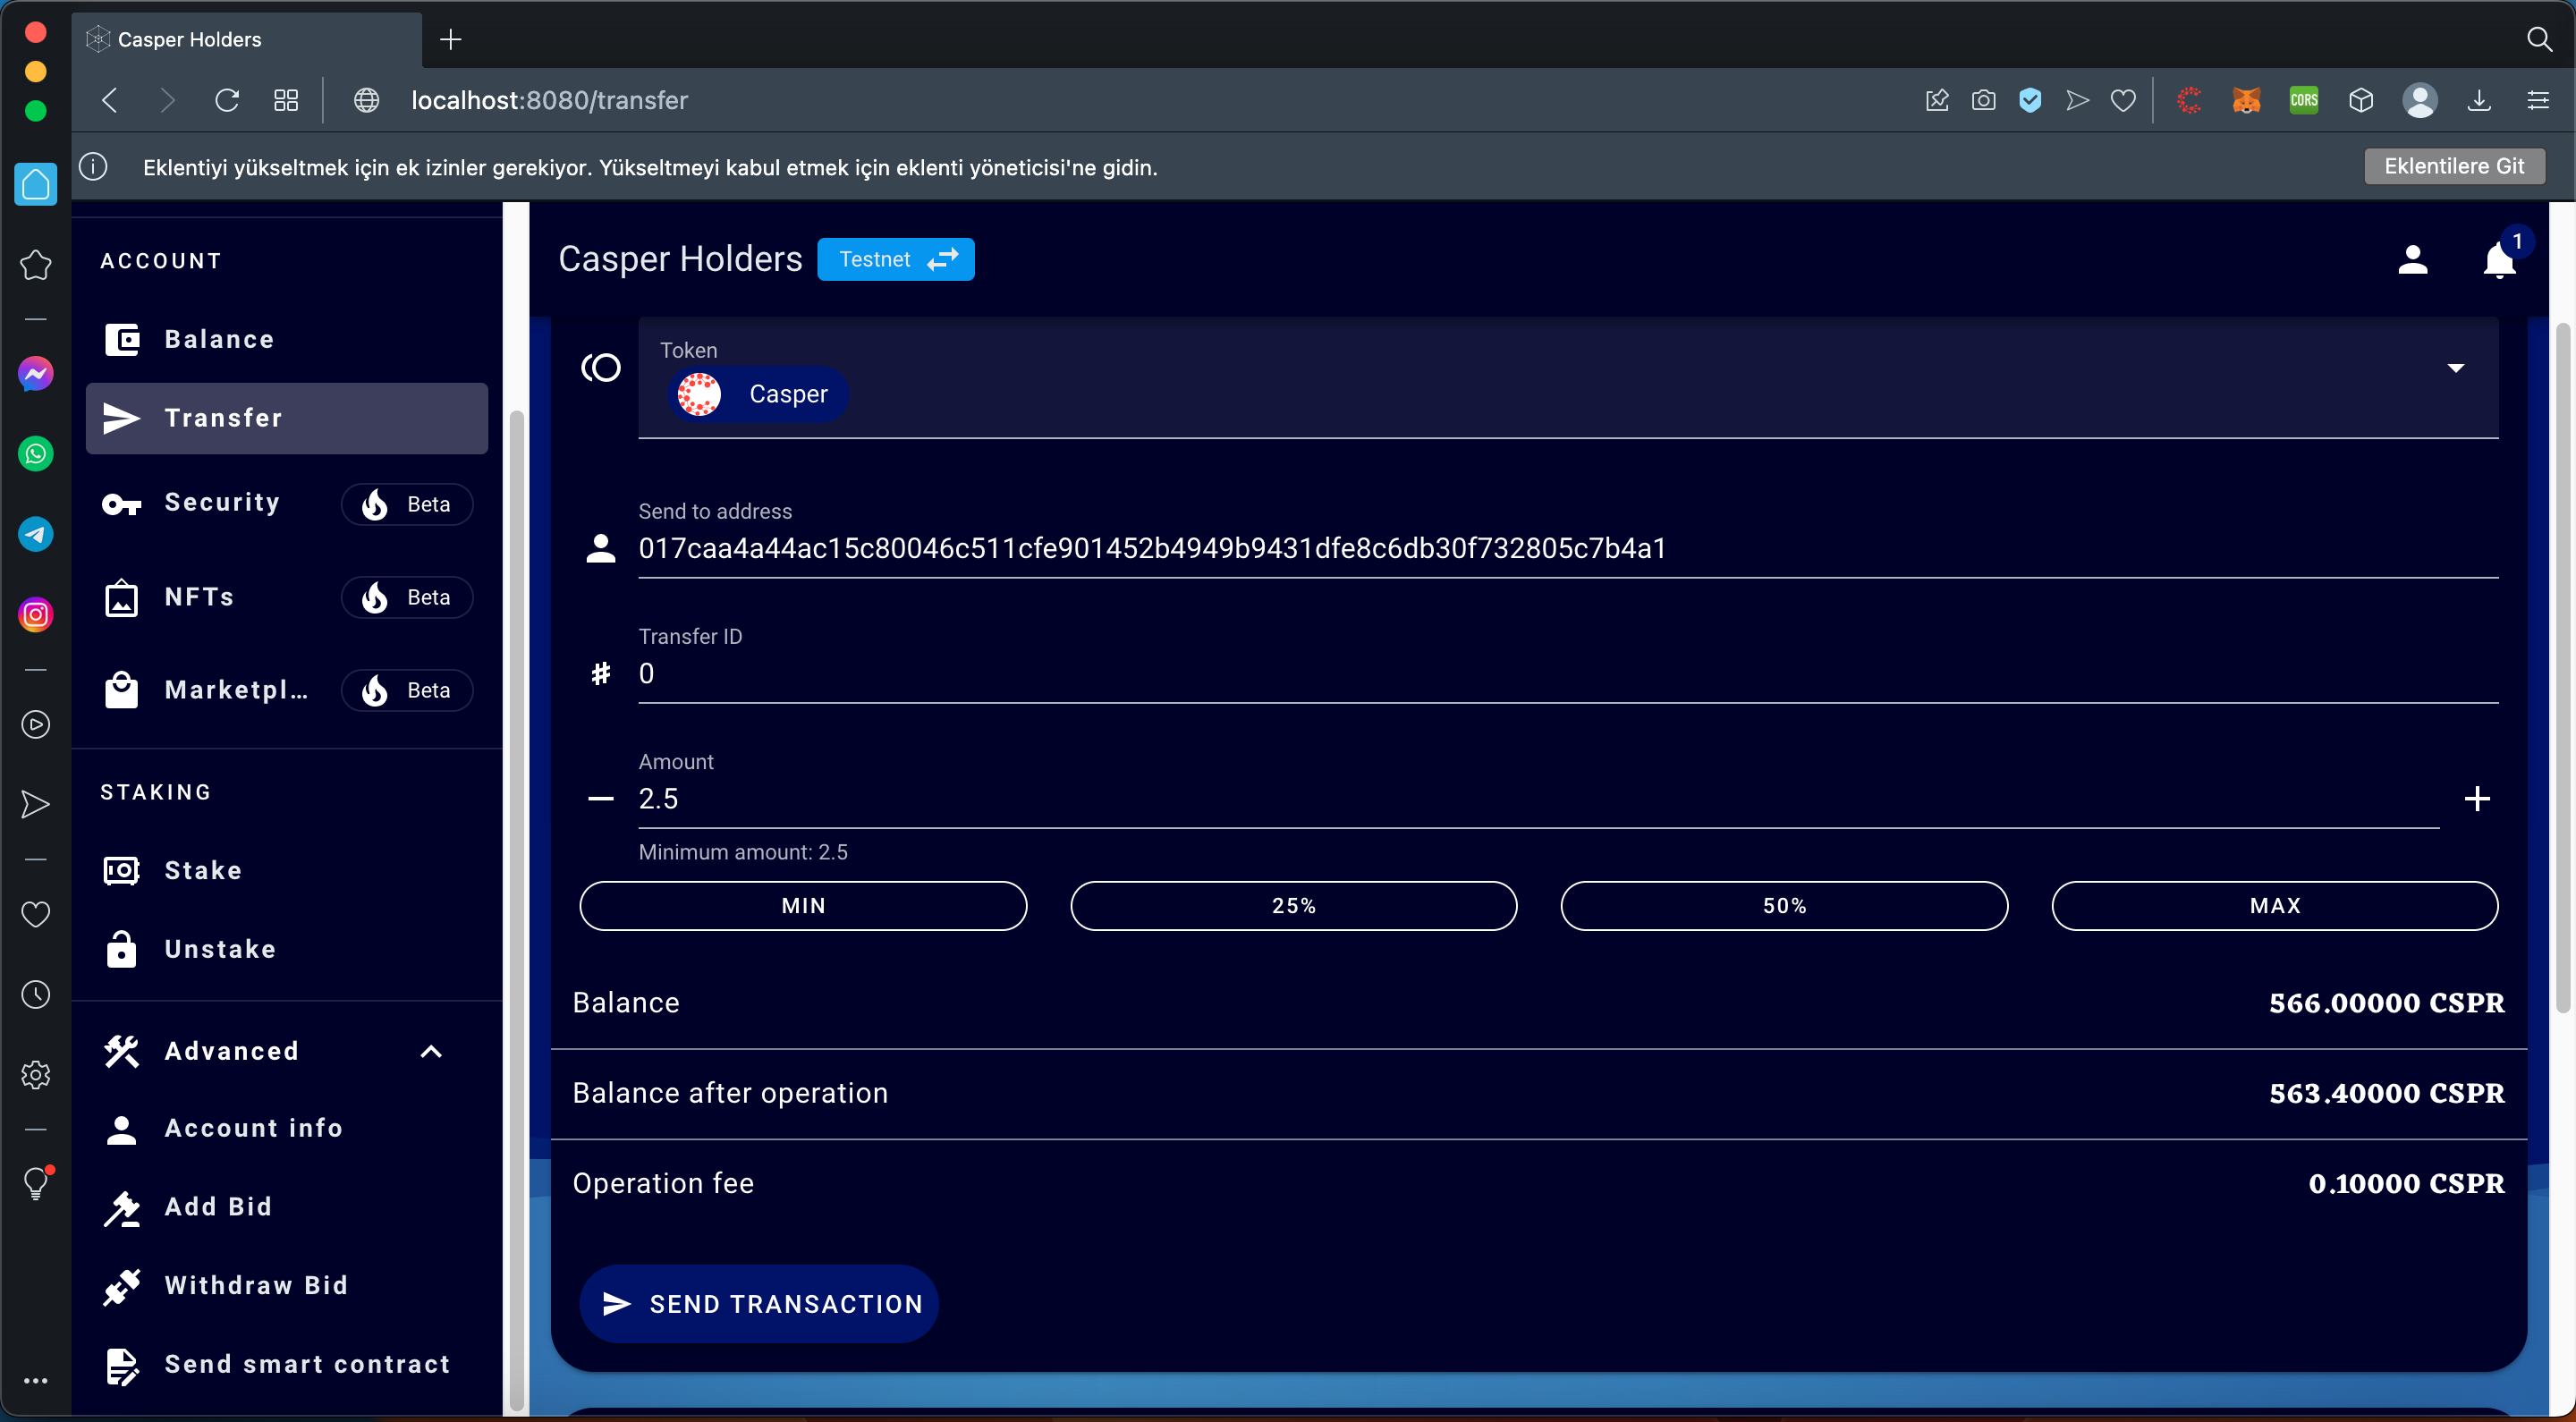 Casper Holders
localhost:8080/transfer
CORS
Eklentiyi yükseltmek için ek izinler gerekiyor. Yükseltmeyi kabul etmek için eklenti yöneticisi'ne gidin.
Eklentilere Git
ACCOUNT
Balance
Transfer
Security
Beta
NFTs
Beta
Marketpl...
Beta
STAKING
Stake
Unstake
Advanced
Account info
Add Bid
Withdraw Bid
Send smart contract
Casper Holders
Testnet
1
Token
Casper
Send to address
017caa4a44ac15c80046c511cfe901452b4949b9431dfe8c6db30f732805c7b4a1
Transfer ID
0
Amount
2.5
Minimum amount: 2.5
MIN
25%
50%
MAX
Balance
566.00000 CSPR
Balance after operation
563.40000 CSPR
Operation fee
0.10000 CSPR
SEND TRANSACTION